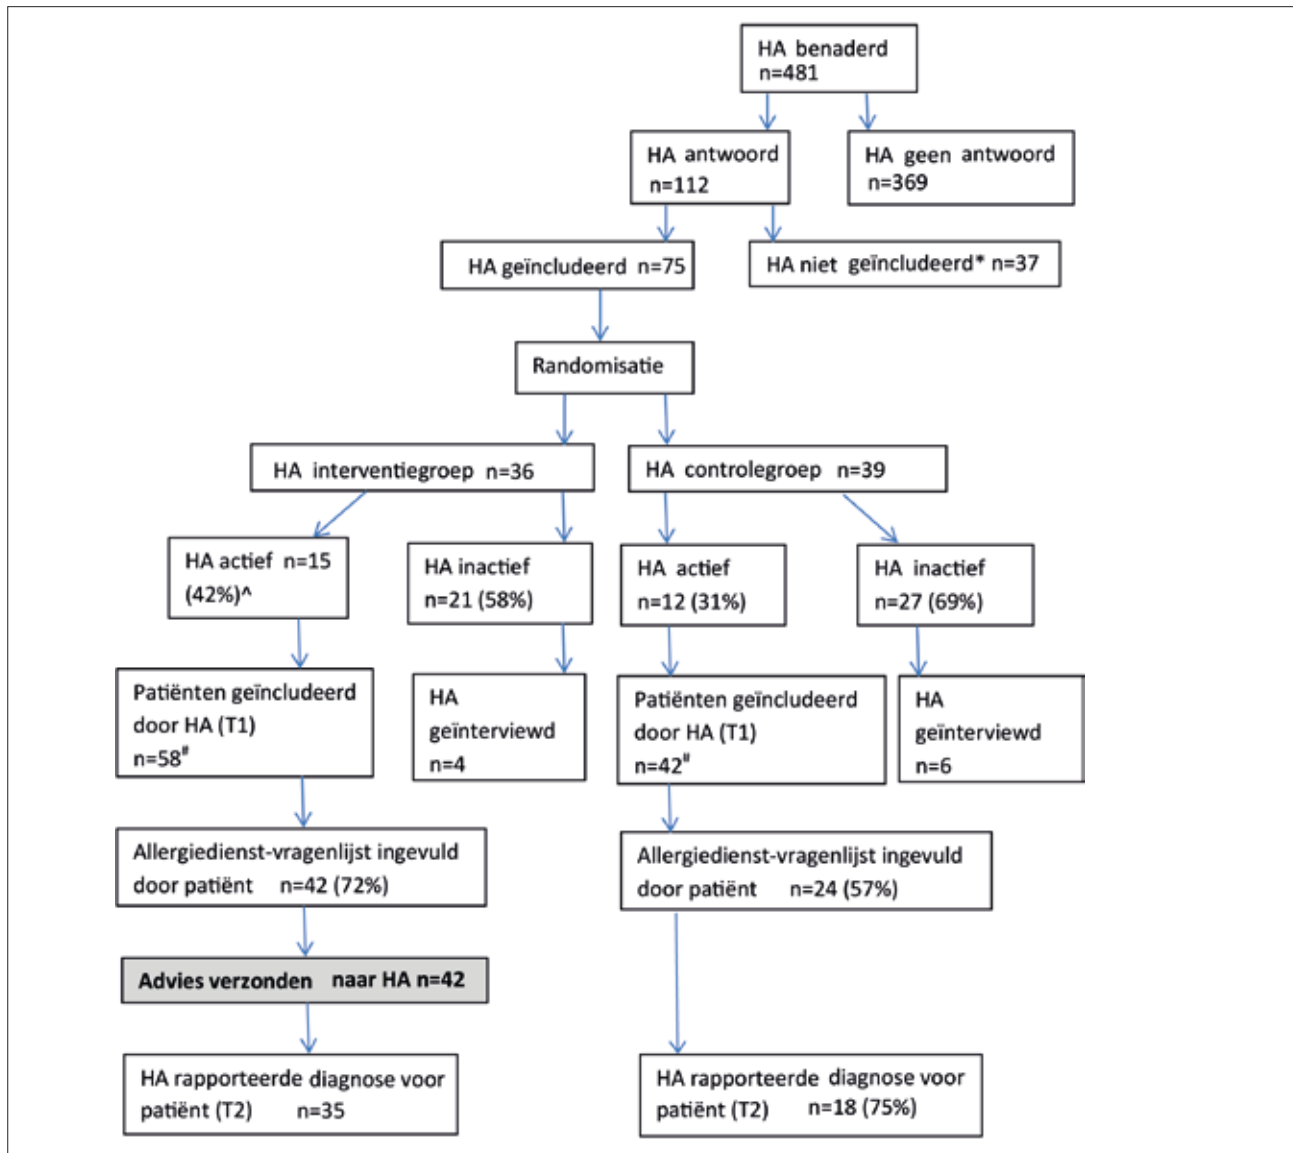 HA benaderd
n=481
HA antwoord
n=112
HA geen antwoord
n=369
HA geïncludeerd n=75
HA niet geïncludeerd* n=37
Randomisatie
HA interventiegroep n=36
HA controlegroep n=39
HA actief n=15
(42%)^
HA inactief
n=21 (58%)
HA actief
n=12 (31%)
HA inactief
n=27 (69%)
Patiënten geïncludeerd
door HA (T1)
n=58#
HA
geïnterviewd
n=4
Patiënten geïncludeerd
door HA (T1)
n=42#
HA
geïnterviewd
n=6
Allergiedienst-vragenlijst ingevuld
door patiënt n=42 (72%)
Allergiedienst-vragenlijst ingevuld
door patiënt n=24 (57%)
Advies verzonden naar HA n=42
HA rapporteerde diagnose voor
patiënt (T2) n=35
HA rapporteerde diagnose voor
patiënt (T2) n=18 (75%)